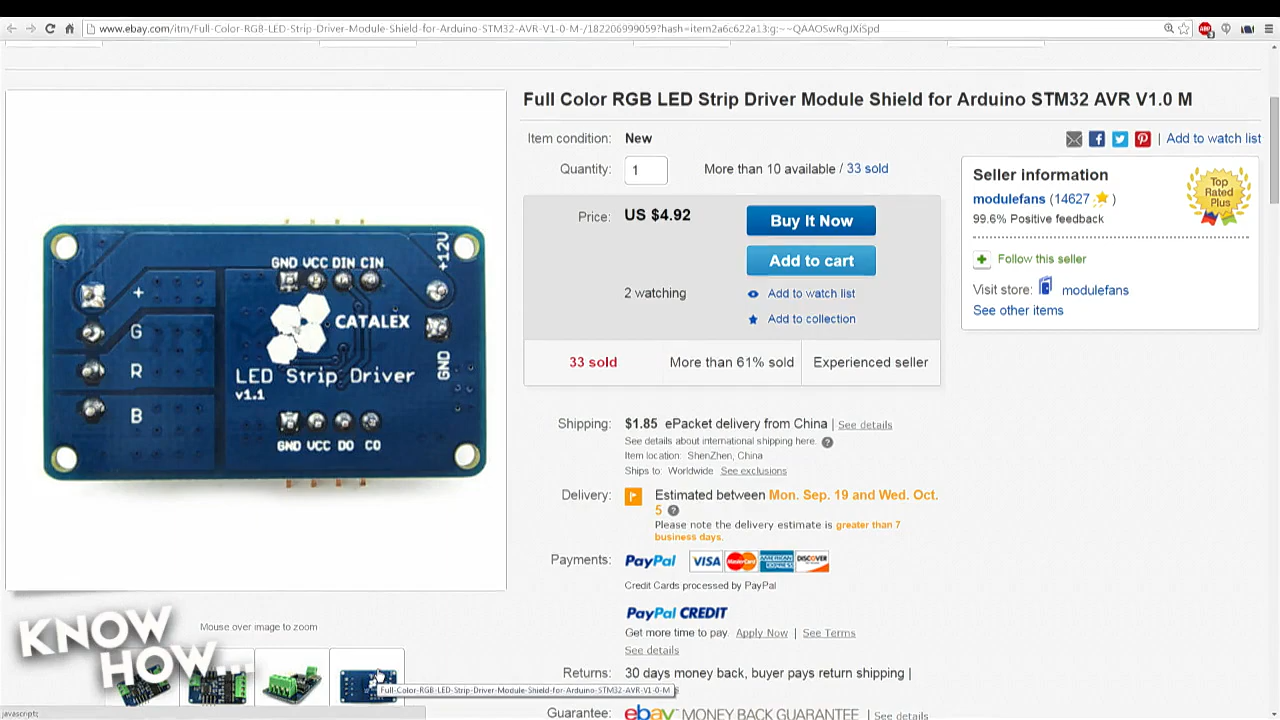 www.ebay.com/itm/Full-Color-RGB-LED-Strip-Driver-Module-Shield-for-Arduino-STM32-AVR-V1-0-M-/182206999059?hash=item2a6c622a13:g:~~QAAOSwRgJXiSpd
Full Color RGB LED Strip Driver Module Shield for Arduino STM32 AVR V1.0 M
Item condition: New
Add to watch list
Quantity: 1 More than 10 available / 33 sold
Price: US $4.92
Buy It Now
Add to cart
2 watching
Add to watch list
Add to collection
33 sold More than 61% sold Experienced seller
Seller information
modulefans (14627 )
99.6% Positive feedback
Top
Rated
Plus
Follow this seller
Visit store: modulefans
See other items
GND VCC DIN CIN
+12V
+
G
R
B
CATALEX
GND
LED Strip Driver
v1.1
GND VCC DO CO
Shipping: $1.85 ePacket delivery from China | See details
See details about international shipping here. ?
Item location: ShenZhen, China
Ships to: Worldwide See exclusions
Delivery: Estimated between Mon. Sep. 19 and Wed. Oct.
5 ?
Please note the delivery estimate is greater than 7
business days.
Payments: PayPal VISA MasterCard AMERICAN EXPRESS DISCOVER
Credit Cards processed by PayPal
PayPal CREDIT
Get more time to pay. Apply Now | See Terms
See details
Returns: 30 days money back, buyer pays return shipping |
Guarantee: ebay MONEY BACK GUARANTEE | See details
Mouse over image to zoom
KNOW
HOW...
Full-Color-RGB-LED-Strip-Driver-Module-Shield-for-Arduino-STM32-AVR-V1-0-M
javascript: